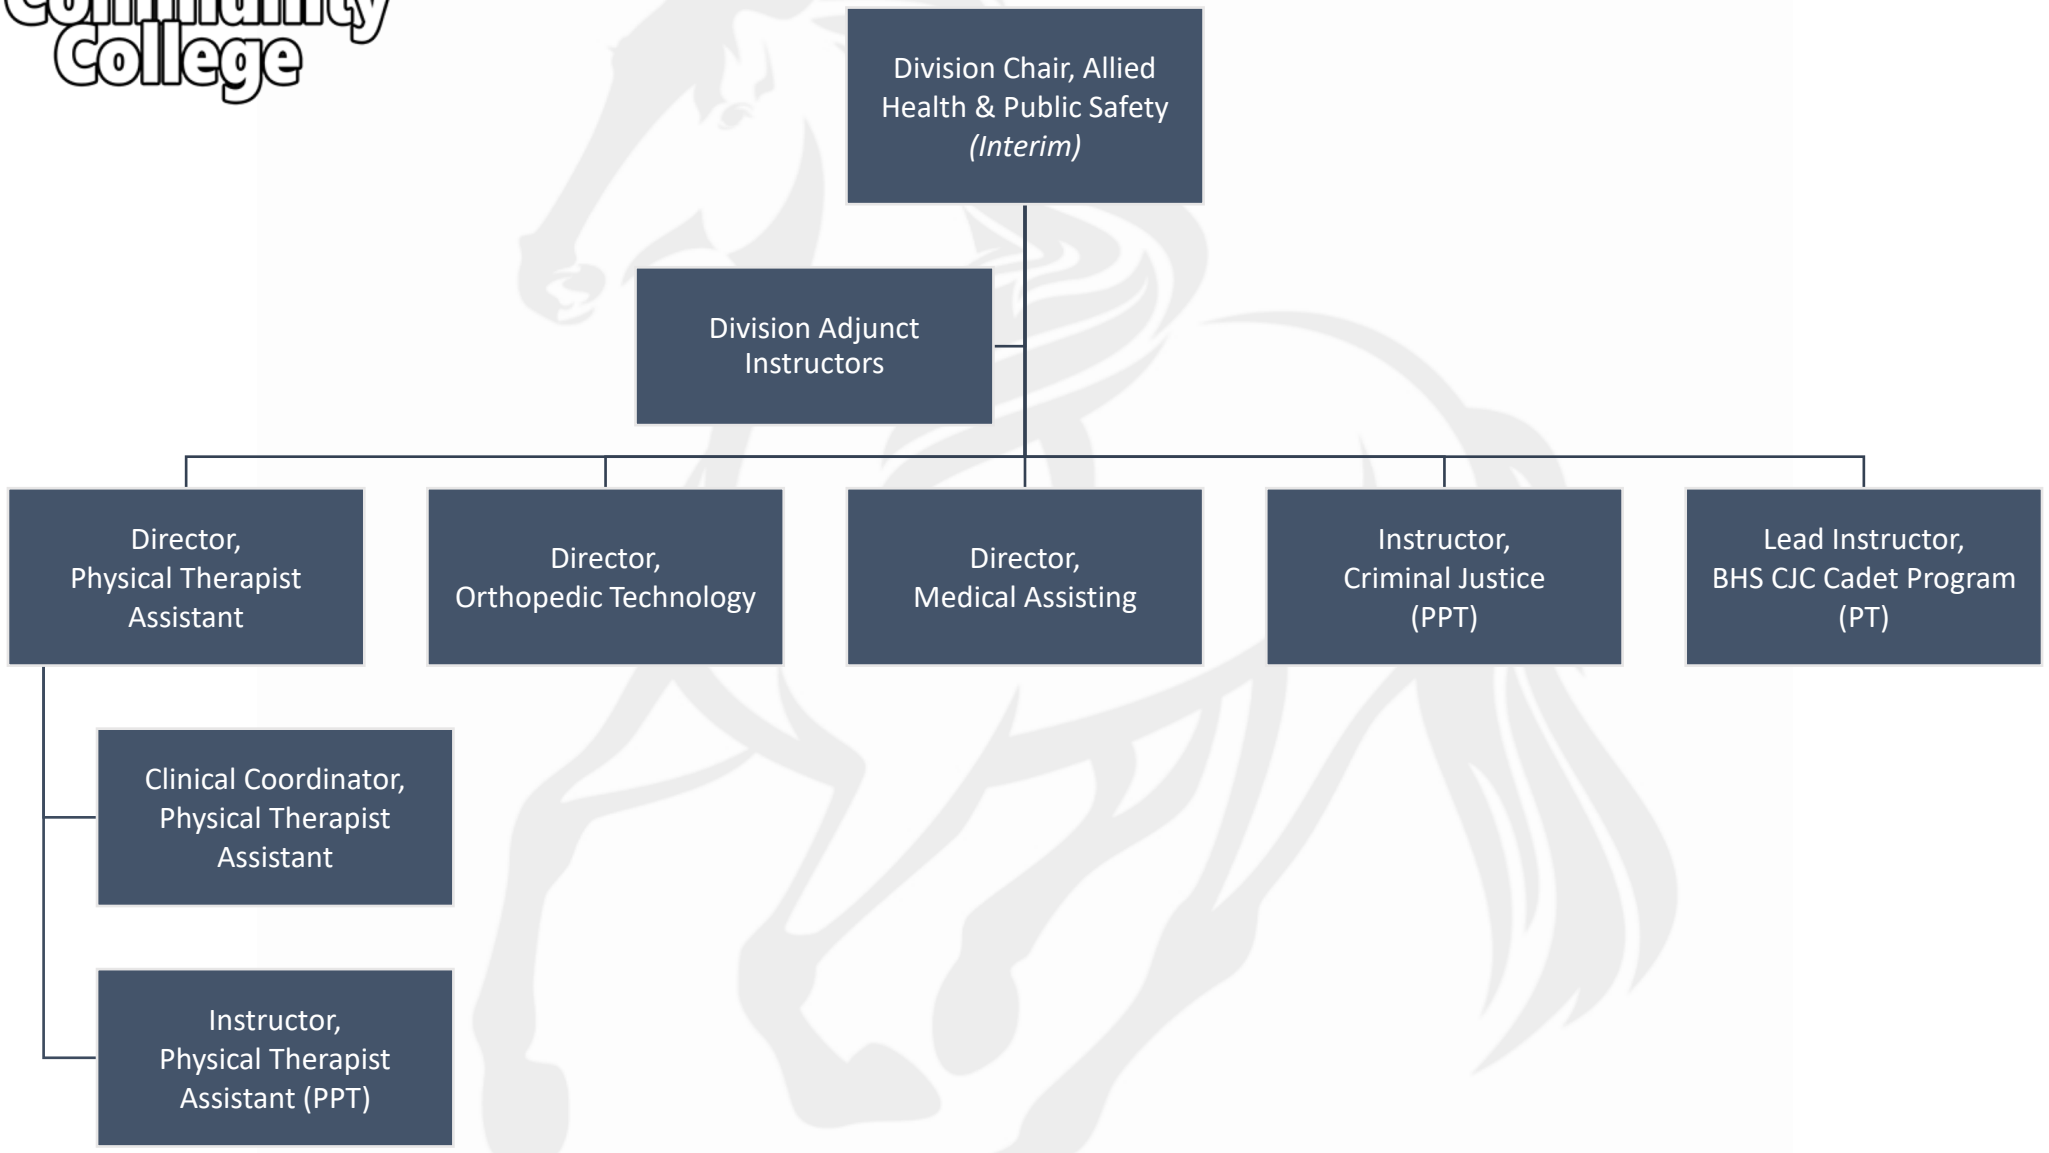 Community
College
Division Chair, Allied
Health & Public Safety
(Interim)
Division Adjunct
Instructors
Director,
Physical Therapist
Assistant
Director,
Orthopedic Technology
Director,
Medical Assisting
Instructor,
Criminal Justice
(PPT)
Lead Instructor,
BHS CJC Cadet Program
(PT)
Clinical Coordinator,
Physical Therapist
Assistant
Instructor,
Physical Therapist
Assistant (PPT)